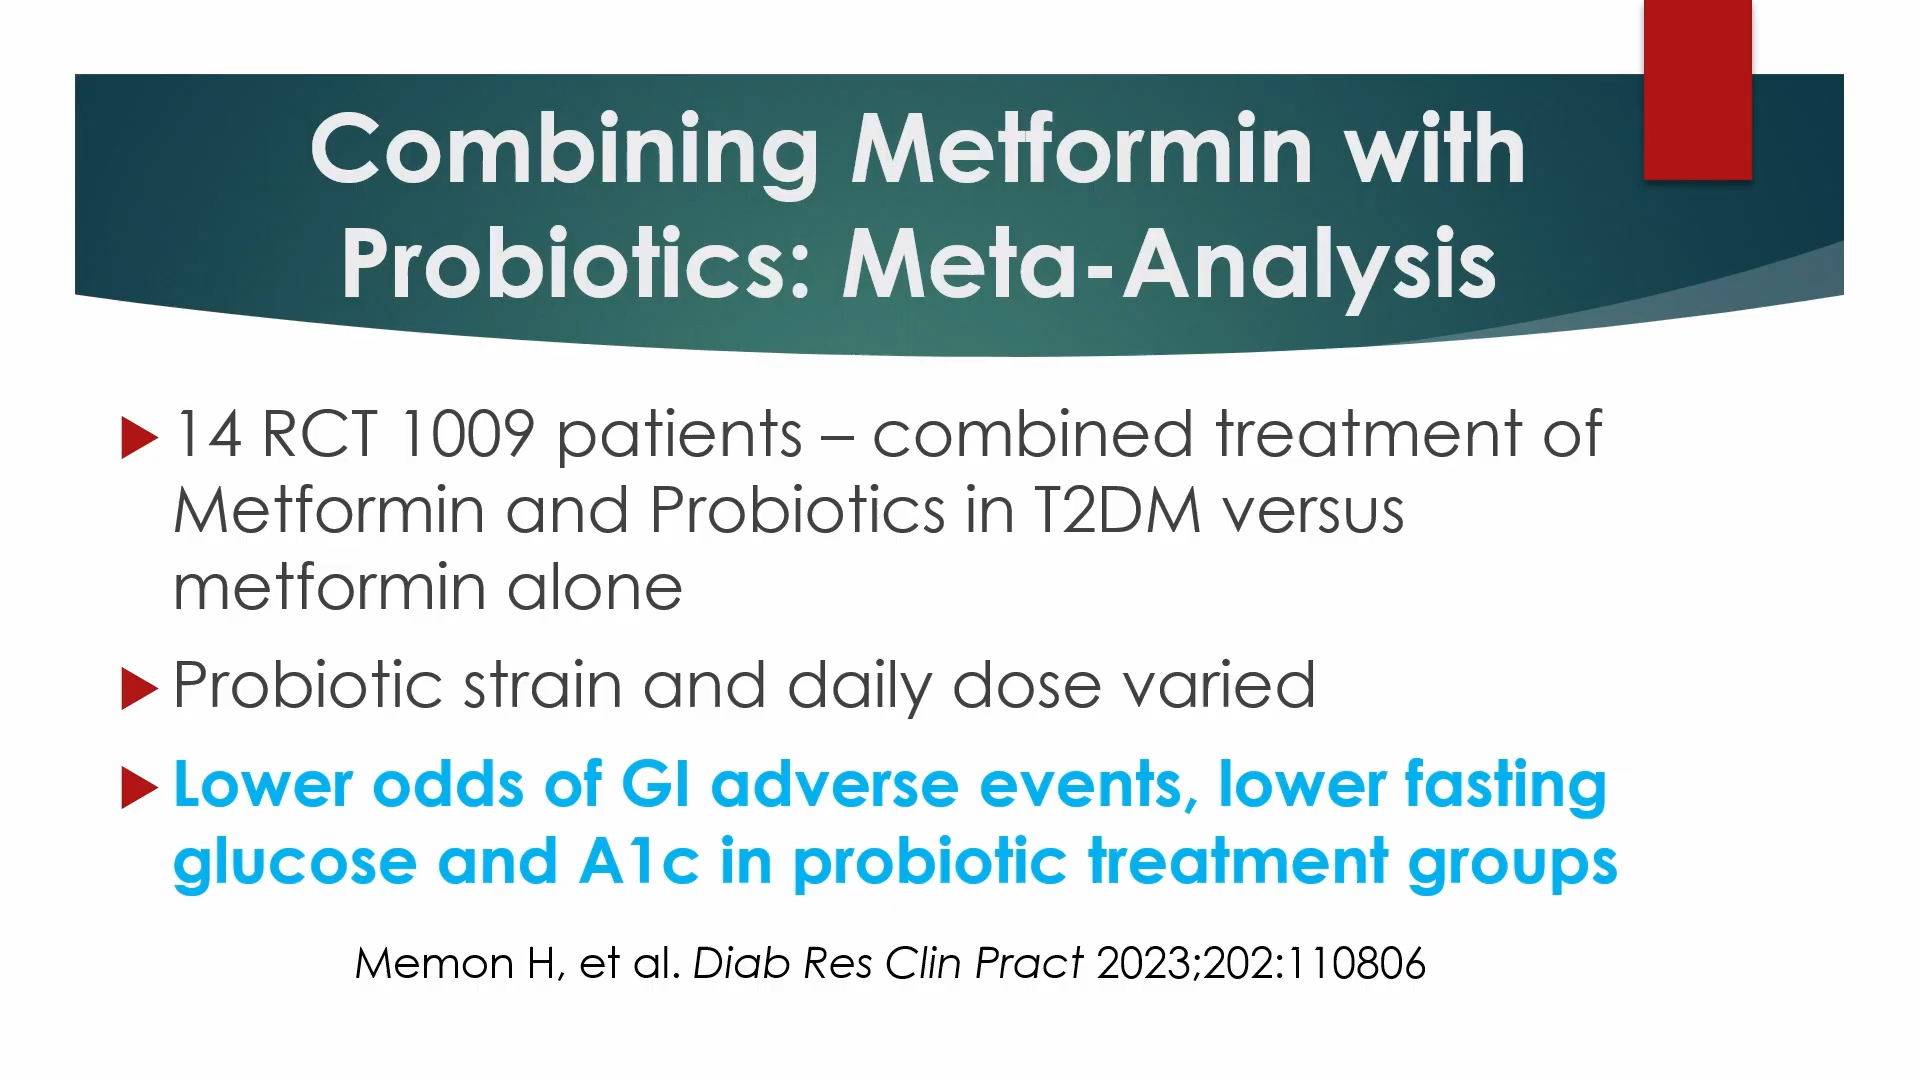 Combining Metformin with
Probiotics: Meta-Analysis
14 RCT 1009 patients – combined treatment of
Metformin and Probiotics in T2DM versus
metformin alone
Probiotic strain and daily dose varied
Lower odds of GI adverse events, lower fasting
glucose and A1c in probiotic treatment groups
Memon H, et al. Diab Res Clin Pract 2023;202:110806